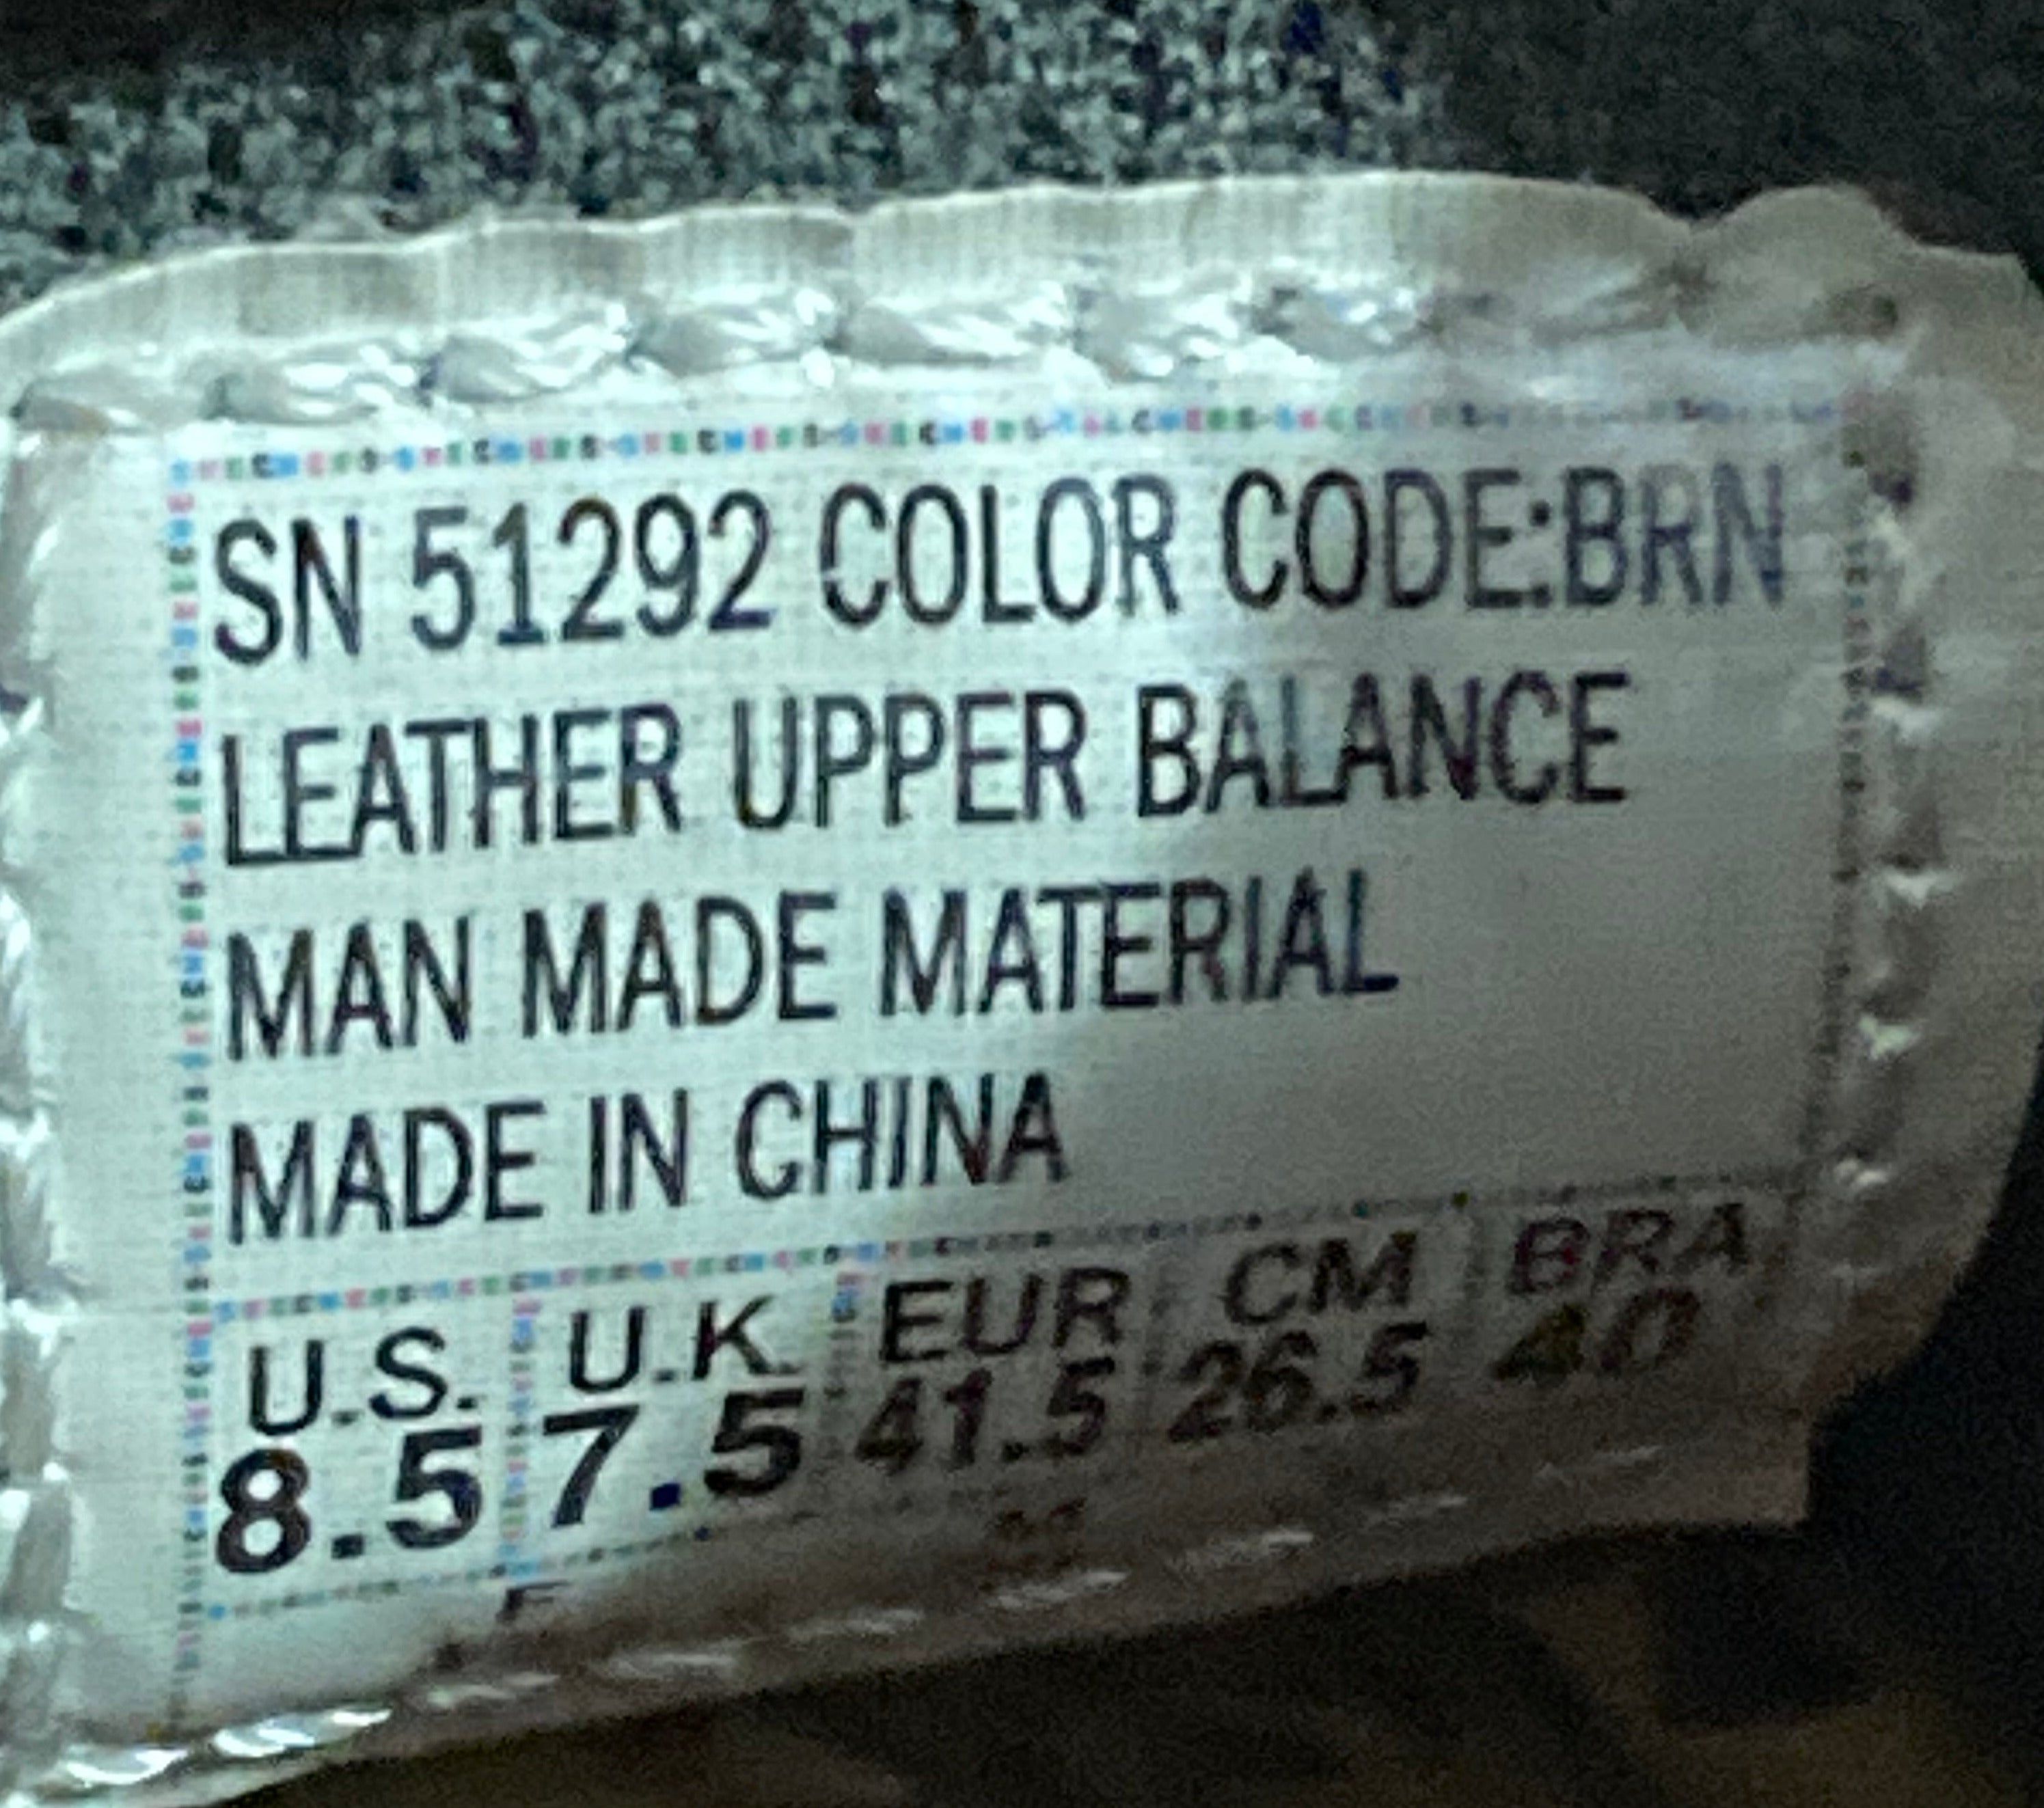 SN 51292 COLOR CODE:BRN
LEATHER UPPER BALANCE
MAN MADE MATERIAL
MADE IN CHINA
U.S. U.K. EUR CM BRA
8.5 7.5 41.5 26.5 40